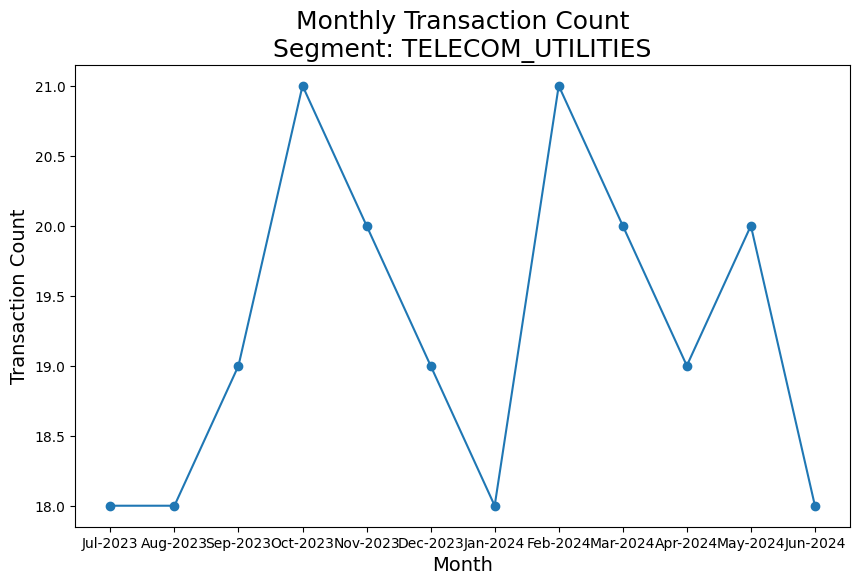 Monthly Transaction Count
Segment: TELECOM_UTILITIES
Transaction Count
21.0
20.5
20.0
19.5
19.0
18.5
18.0
Jul-2023 Aug-2023 Sep-2023 Oct-2023 Nov-2023 Dec-2023 Jan-2024 Feb-2024 Mar-2024 Apr-2024 May-2024 Jun-2024
Month